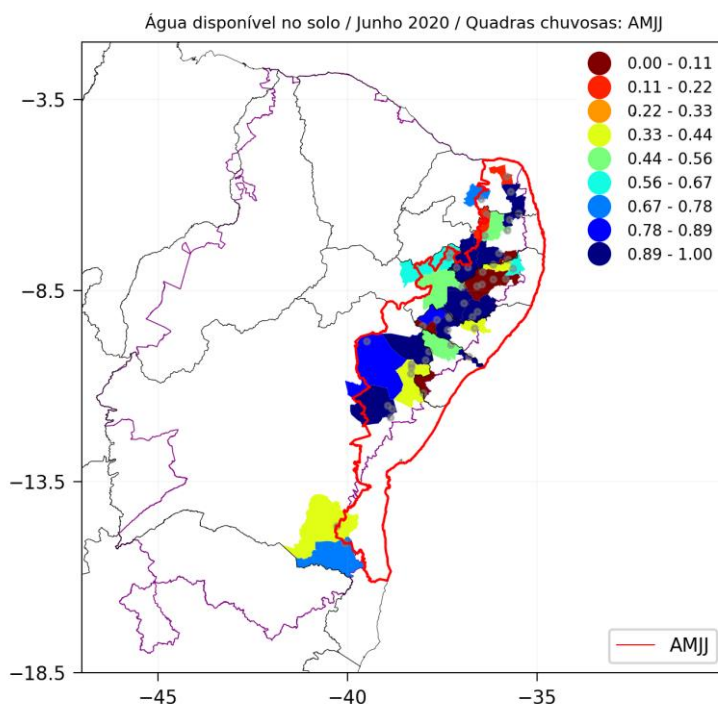 Água disponível no solo / Junho 2020 / Quadras chuvosas: AMJJ
0.00 - 0.11
0.11 - 0.22
0.22 - 0.33
0.33 - 0.44
0.44 - 0.56
0.56 - 0.67
0.67 - 0.78
0.78 - 0.89
0.89 - 1.00
−3.5
−8.5
−13.5
−18.5
AMJJ
−45
−40
−35